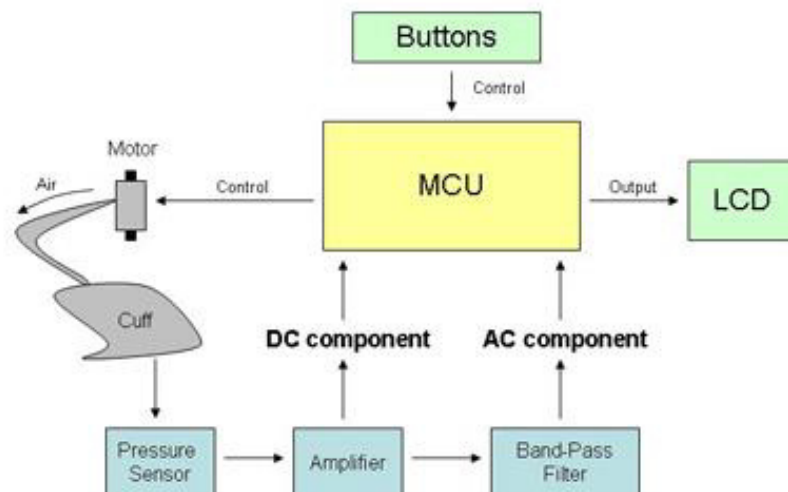 Buttons
Control
Motor
Air
Control
MCU
Output
LCD
Cuff
DC component
AC component
Pressure
Sensor
Amplifier
Band-Pass
Filter